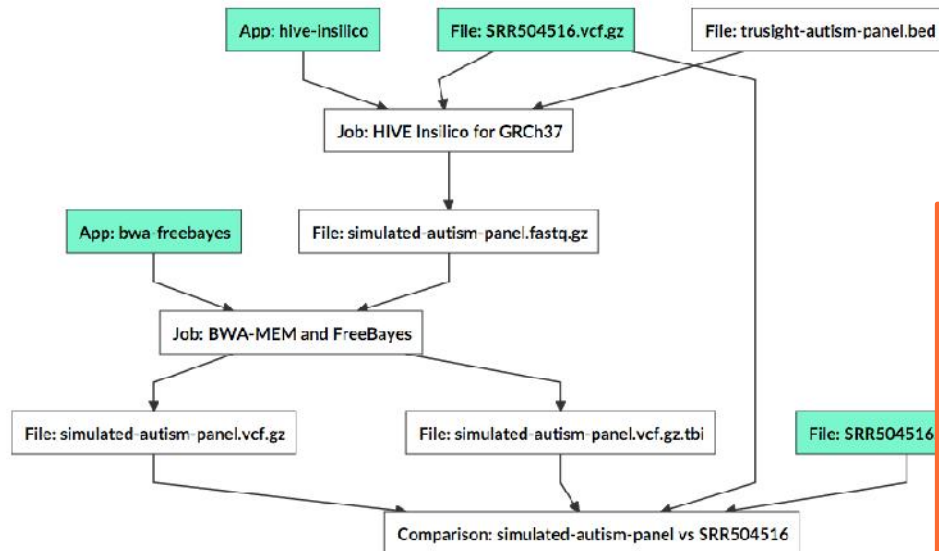 App: hive-insilico
File: SRR504516.vcf.gz
File: trusight-autism-panel.bed
Job: HIVE Insilico for GRCh37
App: bwa-freebayes
File: simulated-autism-panel.fastq.gz
Job: BWA-MEM and FreeBayes
File: simulated-autism-panel.vcf.gz
File: simulated-autism-panel.vcf.gz.tbi
File: SRR504516
Comparison: simulated-autism-panel vs SRR504516